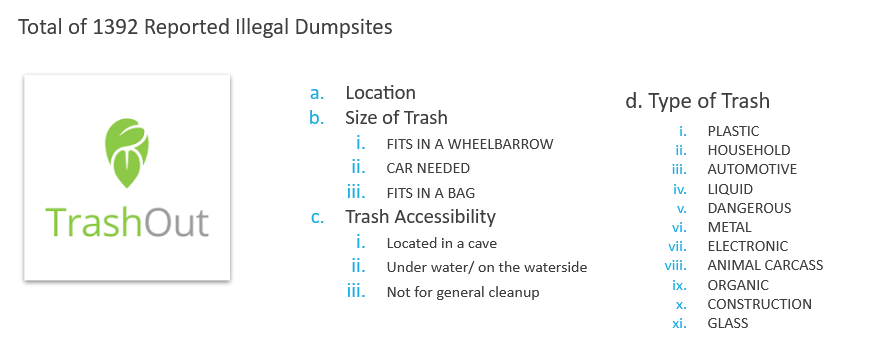 Total of 1392 Reported Illegal Dumpsites
TrashOut
a. Location
b. Size of Trash
i. FITS IN A WHEELBARROW
ii. CAR NEEDED
iii. FITS IN A BAG
c. Trash Accessibility
i. Located in a cave
ii. Under water/ on the waterside
iii. Not for general cleanup
d. Type of Trash
i. PLASTIC
ii. HOUSEHOLD
iii. AUTOMOTIVE
iv. LIQUID
v. DANGEROUS
vi. METAL
vii. ELECTRONIC
viii. ANIMAL CARCASS
ix. ORGANIC
x. CONSTRUCTION
xi. GLASS